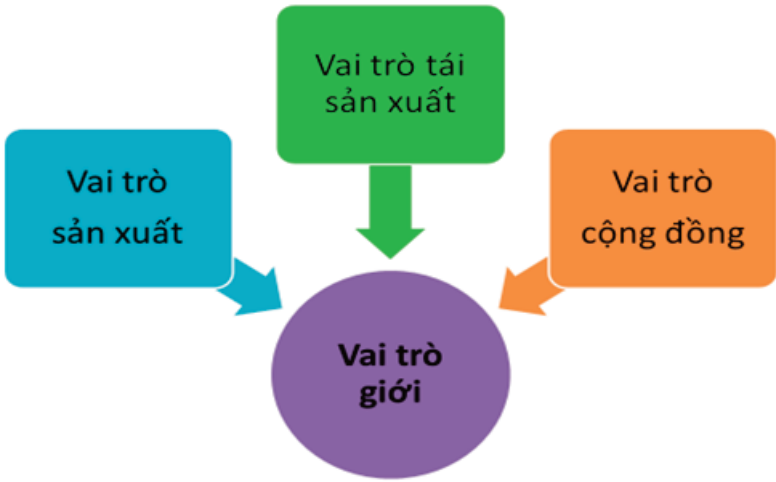 Vai trò tái
sản xuất
Vai trò
sản xuất
Vai trò
cộng đồng
Vai trò
giới